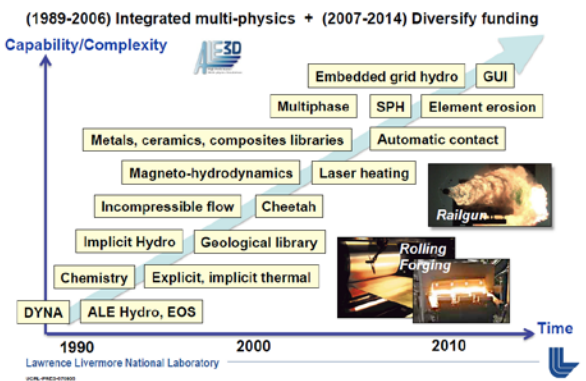 (1989-2006) Integrated multi-physics + (2007-2014) Diversify funding
Capability/Complexity
ALE3D
Embedded grid hydro GUI
Multiphase SPH Element erosion
Metals, ceramics, composites libraries Automatic contact
Magneto-hydrodynamics Laser heating
Railgun
Incompressible flow Cheetah
Implicit Hydro Geological library
Rolling
Forging
Chemistry Explicit, implicit thermal
DYNA ALE Hydro, EOS
Time
1990 2000 2010
Lawrence Livermore National Laboratory